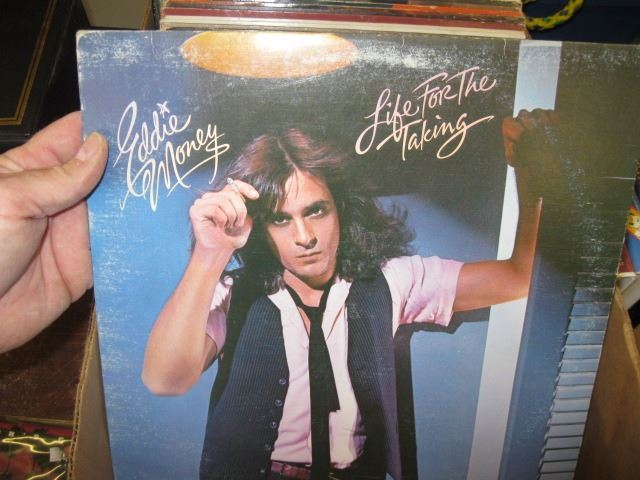 Eddie
Money
Life For The
Taking